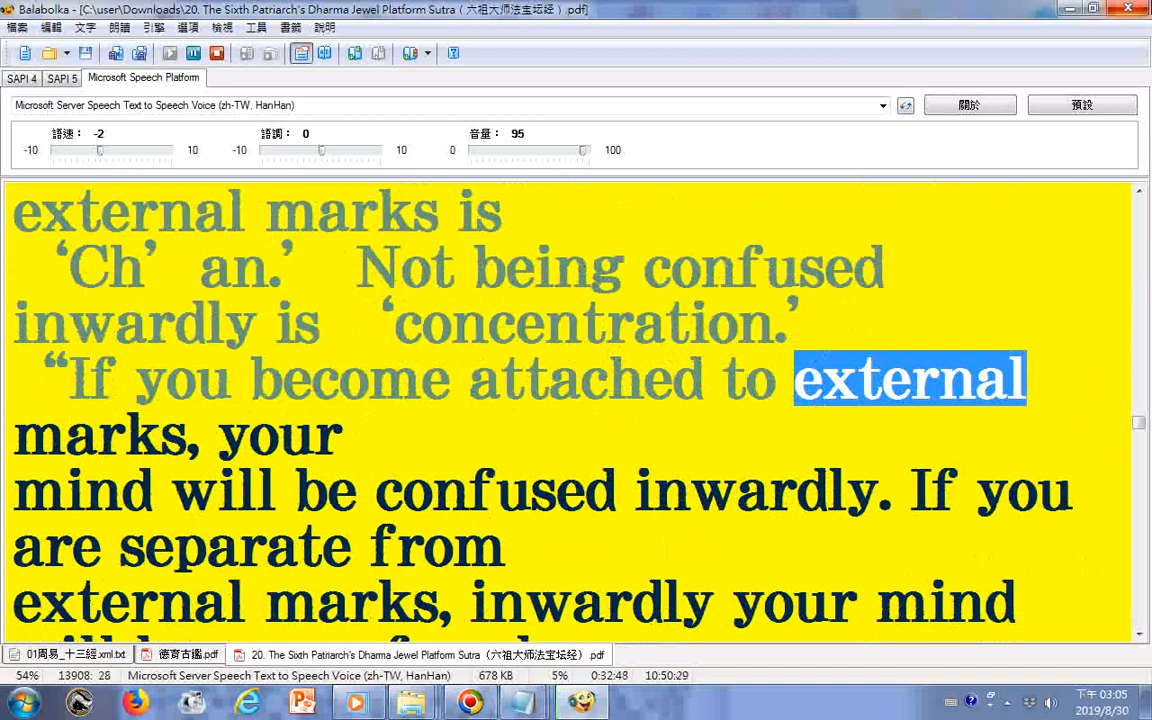 Balabolka - [C:\user\Downloads\20. The Sixth Patriarch's Dharma Jewel Platform Sutra（六祖大师法宝坛经）.pdf]
檔案 編輯 文字 朗讀 引擎 選項 檢視 工具 書籤 說明
SAPI 4 SAPI 5 Microsoft Speech Platform
Microsoft Server Speech Text to Speech Voice (zh-TW, HanHan) 關於 預設
語速： -2 語調： 0 音量： 95
-10 10 -10 10 0 100
external marks is
‘Ch’ an.’ Not being confused
inwardly is ‘concentration.’
“If you become attached to external
marks, your
mind will be confused inwardly. If you
are separate from
external marks, inwardly your mind
01周易_十三經.xml.txt 德育古鑑.pdf 20. The Sixth Patriarch's Dharma Jewel Platform Sutra（六祖大师法宝坛经）.pdf
54% 13908: 28 Microsoft Server Speech Text to Speech Voice (zh-TW, HanHan) 678 KB 5% 0:32:48 10:50:29
下午 03:05
2019/8/30